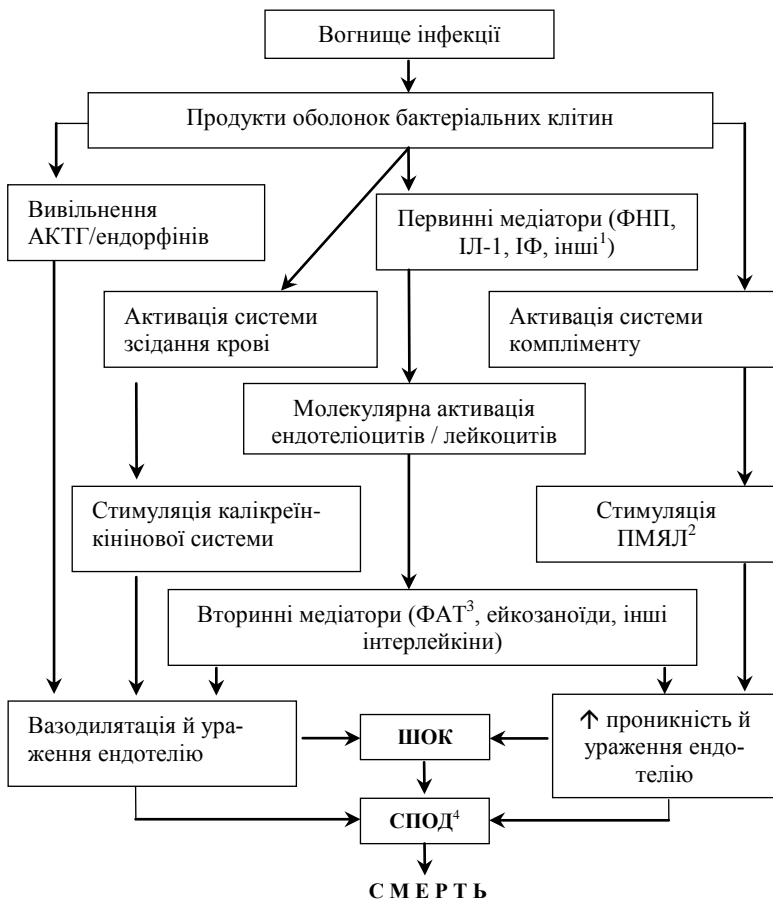 Вогнище інфекції
Продукти оболонок бактеріальних клітин
Вивільнення
АКТГ/ендорфінів
Первинні медіатори (ФНП,
ІЛ-1, ІФ, інші¹)
Активація системи
зсідання крові
Активація системи
компліменту
Молекулярна активація
ендотеліоцитів / лейкоцитів
Стимуляція калікреїн-
кінінової системи
Стимуляція
ПМЯЛ²
Вторинні медіатори (ФАТ³, ейкозаноїди, інші
інтерлейкіни)
Вазодилятація й ура-
ження ендотелію
ШОК
↑ проникність й
ураження ендо-
телію
СПОД⁴
С М Е Р Т Ь